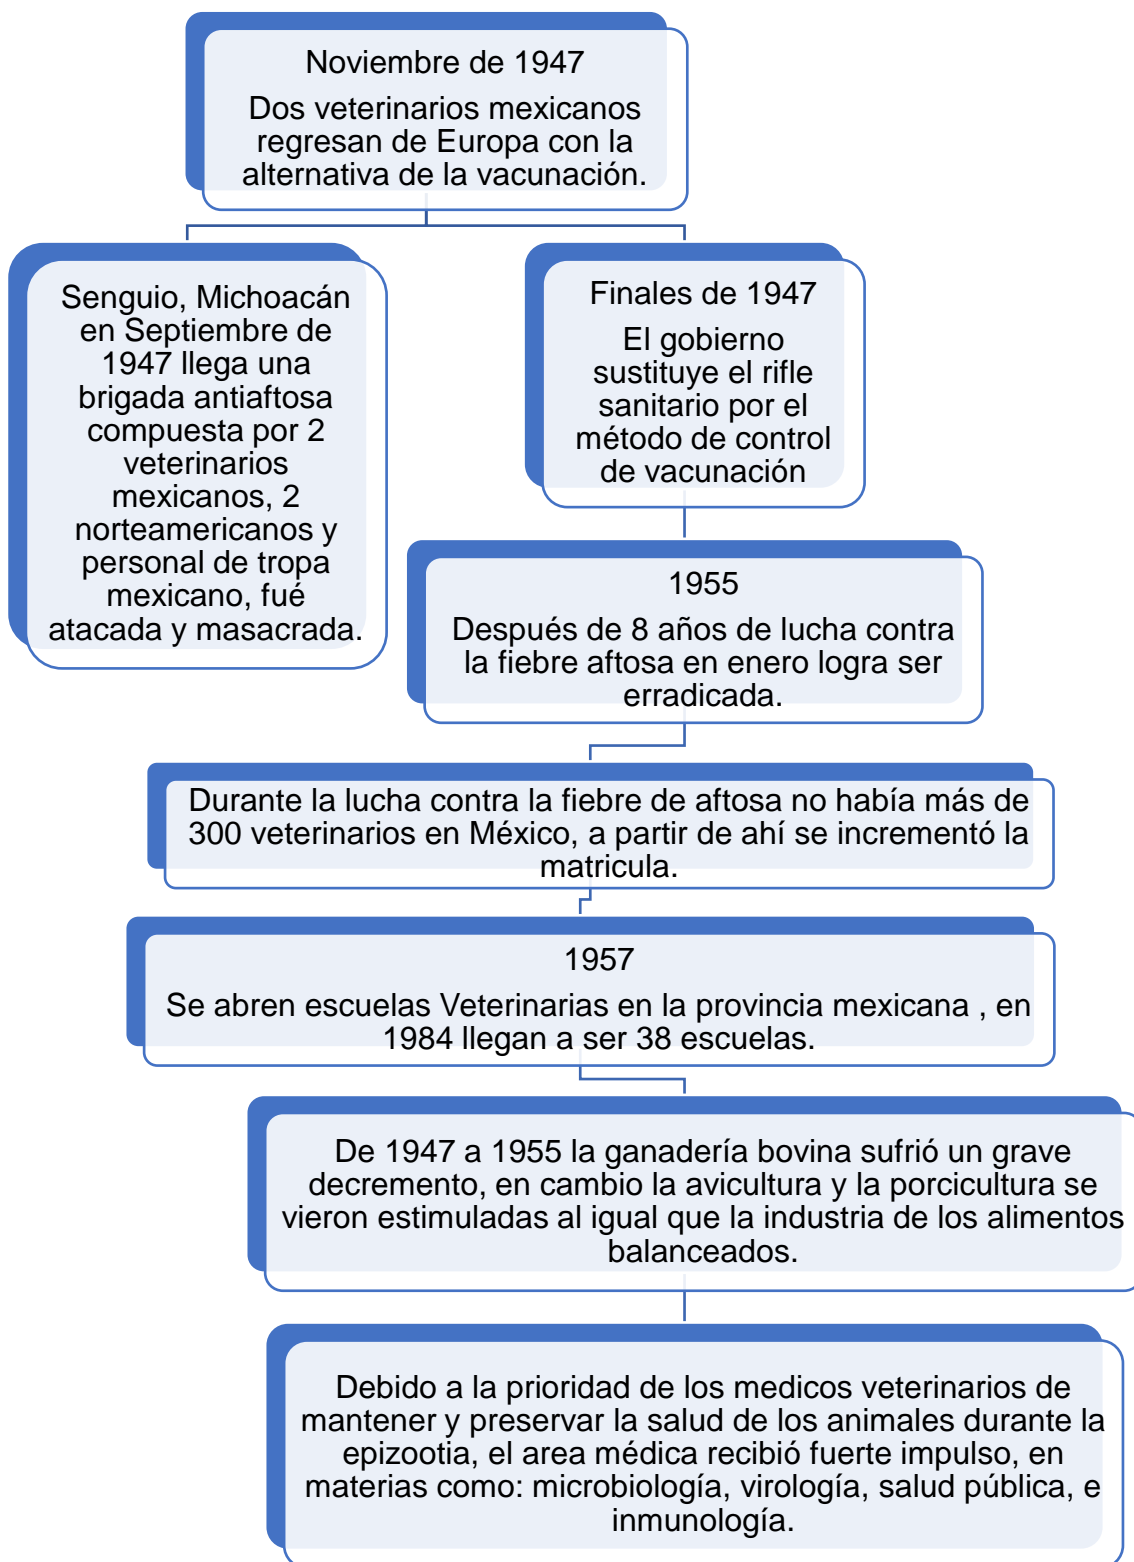 Noviembre de 1947
Dos veterinarios mexicanos
regresan de Europa con la
alternativa de la vacunación.
Senguio, Michoacán
en Septiembre de
1947 llega una
brigada antiaftosa
compuesta por 2
veterinarios
mexicanos, 2
norteamericanos y
personal de tropa
mexicano, fué
atacada y masacrada.
Finales de 1947
El gobierno
sustituye el rifle
sanitario por el
método de control
de vacunación
1955
Después de 8 años de lucha contra
la fiebre aftosa en enero logra ser
erradicada.
Durante la lucha contra la fiebre de aftosa no había más de
300 veterinarios en México, a partir de ahí se incrementó la
matricula.
1957
Se abren escuelas Veterinarias en la provincia mexicana , en
1984 llegan a ser 38 escuelas.
De 1947 a 1955 la ganadería bovina sufrió un grave
decremento, en cambio la avicultura y la porcicultura se
vieron estimuladas al igual que la industria de los alimentos
balanceados.
Debido a la prioridad de los medicos veterinarios de
mantener y preservar la salud de los animales durante la
epizootia, el area médica recibió fuerte impulso, en
materias como: microbiología, virología, salud pública, e
inmunología.